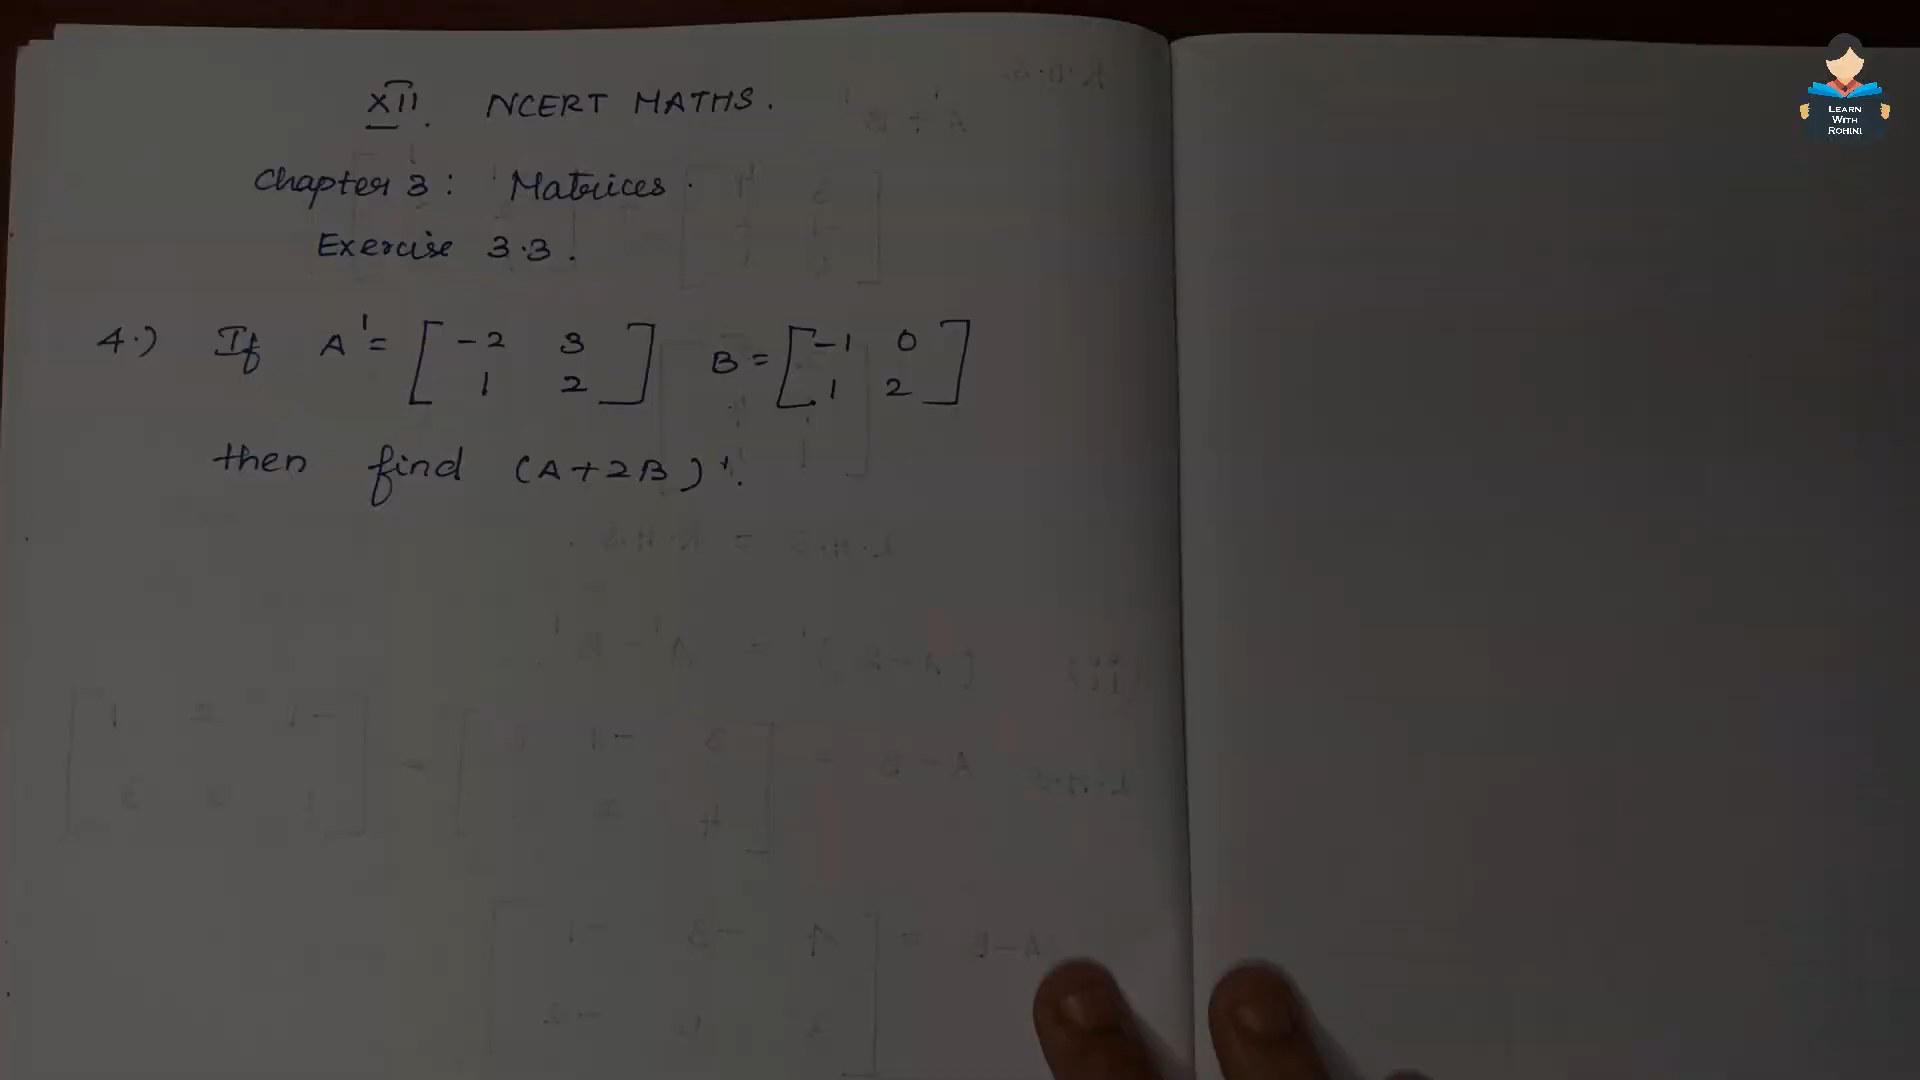 XII. NCERT MATHS.
Chapter 3: Matrices.
Exercise 3.3.
4.) If A' = [ -2 3 B = [ -1 0
1 2 ] 1 2 ]
then find (A+2B)'.
LEARN
WITH
ROHINI